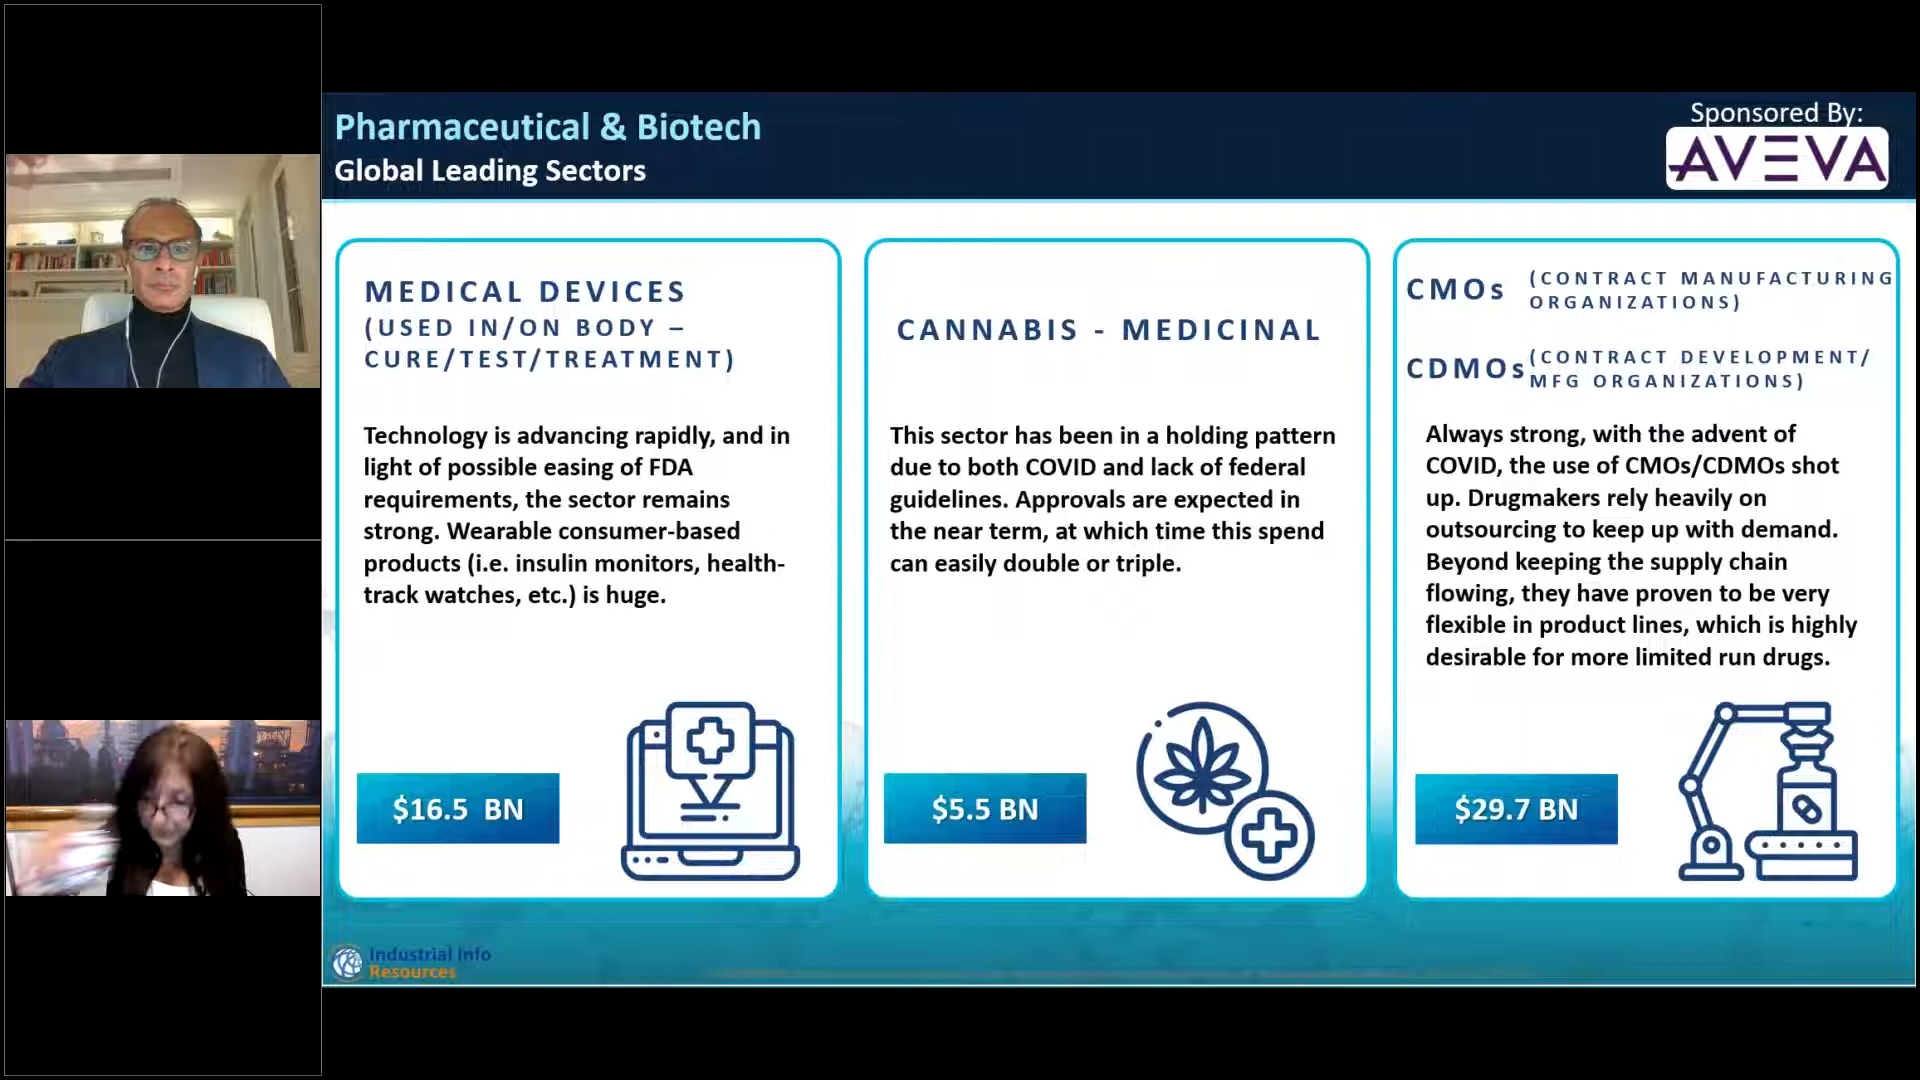 Pharmaceutical & Biotech
Global Leading Sectors
Sponsored By:
AVEVA
MEDICAL DEVICES
(USED IN/ON BODY –
CURE/TEST/TREATMENT)
Technology is advancing rapidly, and in
light of possible easing of FDA
requirements, the sector remains
strong. Wearable consumer-based
products (i.e. insulin monitors, health-
track watches, etc.) is huge.
$16.5 BN
CANNABIS - MEDICINAL
This sector has been in a holding pattern
due to both COVID and lack of federal
guidelines. Approvals are expected in
the near term, at which time this spend
can easily double or triple.
$5.5 BN
CMOs (CONTRACT MANUFACTURING
ORGANIZATIONS)
CDMOs (CONTRACT DEVELOPMENT/
MFG ORGANIZATIONS)
Always strong, with the advent of
COVID, the use of CMOs/CDMOs shot
up. Drugmakers rely heavily on
outsourcing to keep up with demand.
Beyond keeping the supply chain
flowing, they have proven to be very
flexible in product lines, which is highly
desirable for more limited run drugs.
$29.7 BN
Industrial Info
Resources